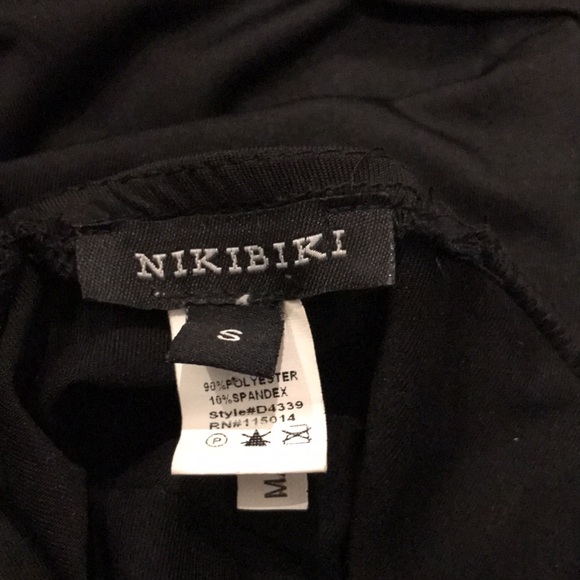 NIKIBIKI
S
90%POLYESTER
10%SPANDEX
Style#D4339
RN#115014
P